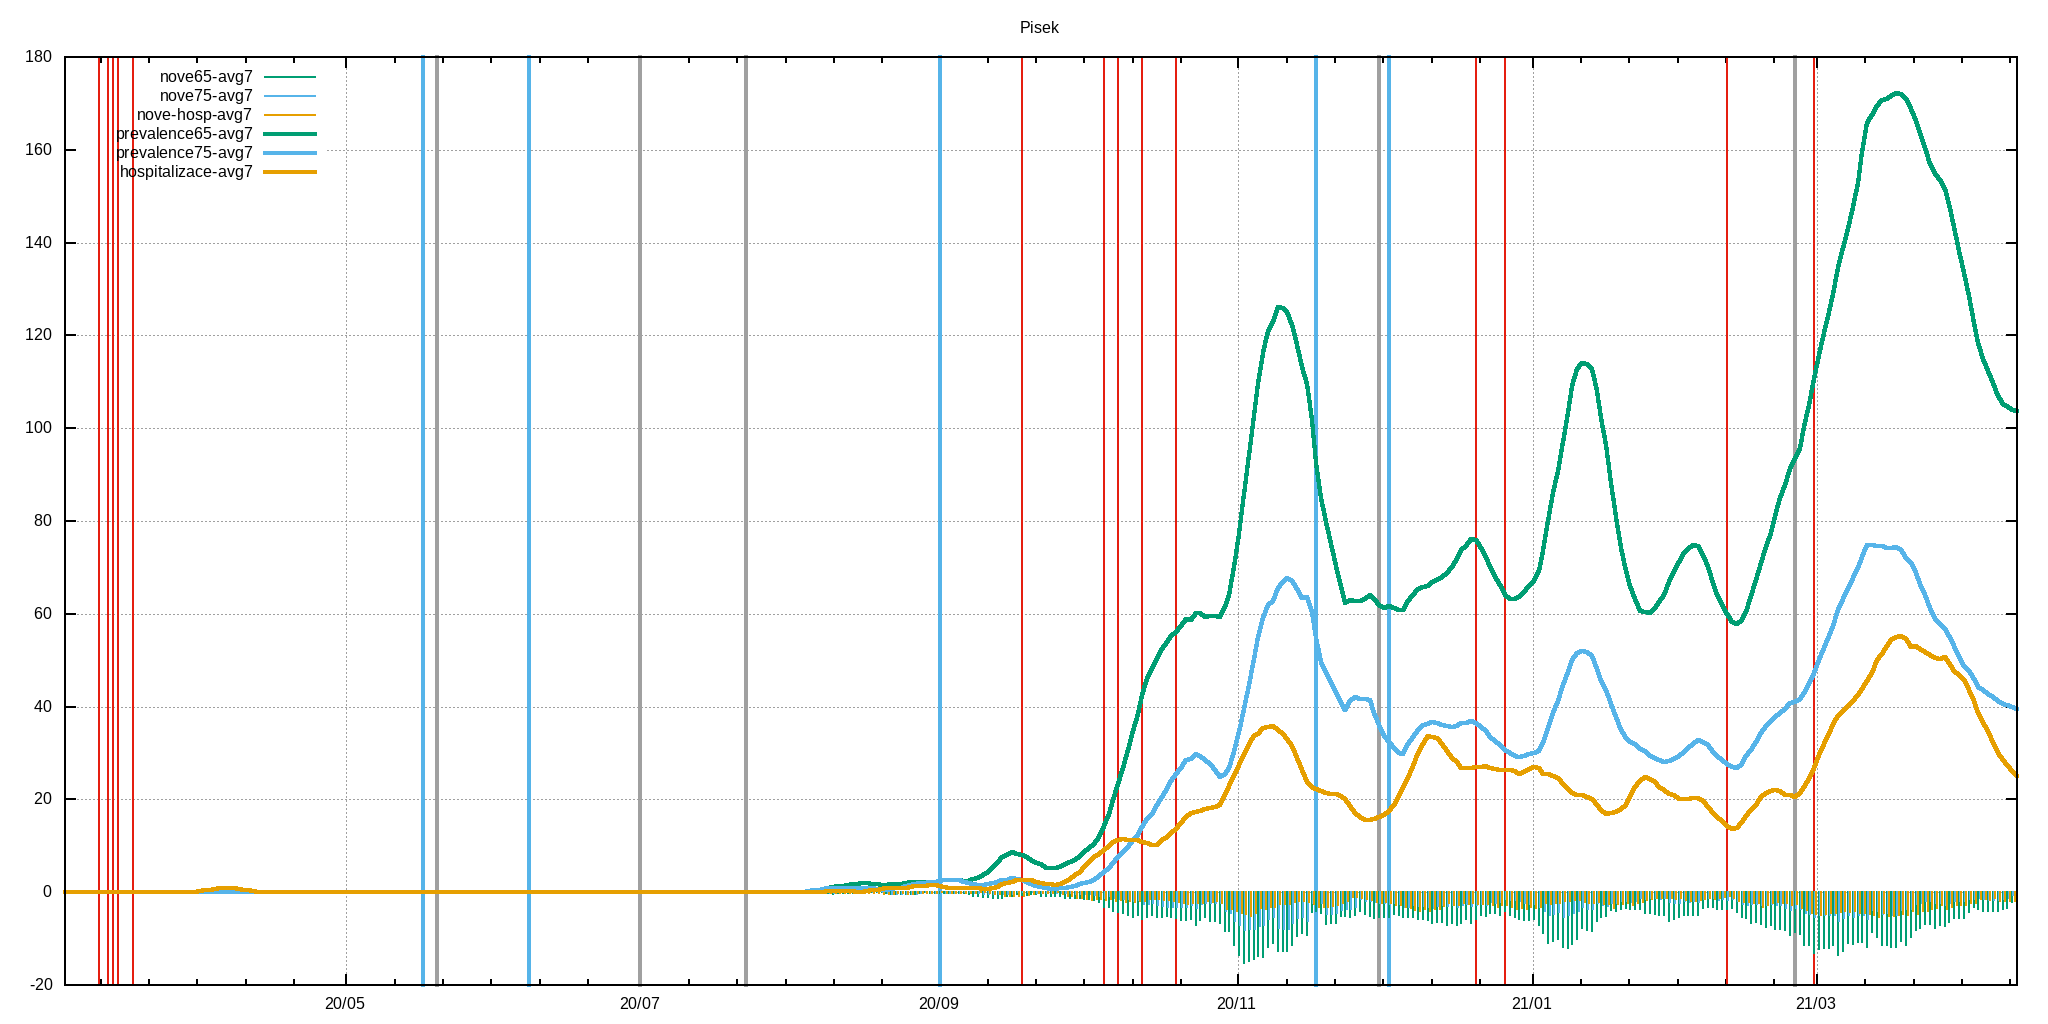 Pisek
180
160
140
120
100
80
60
40
20
0
-20
nove65-avg7
nove75-avg7
nove-hosp-avg7
prevalence65-avg7
prevalence75-avg7
hospitalizace-avg7
20/05 20/07 20/09 20/11 21/01 21/03